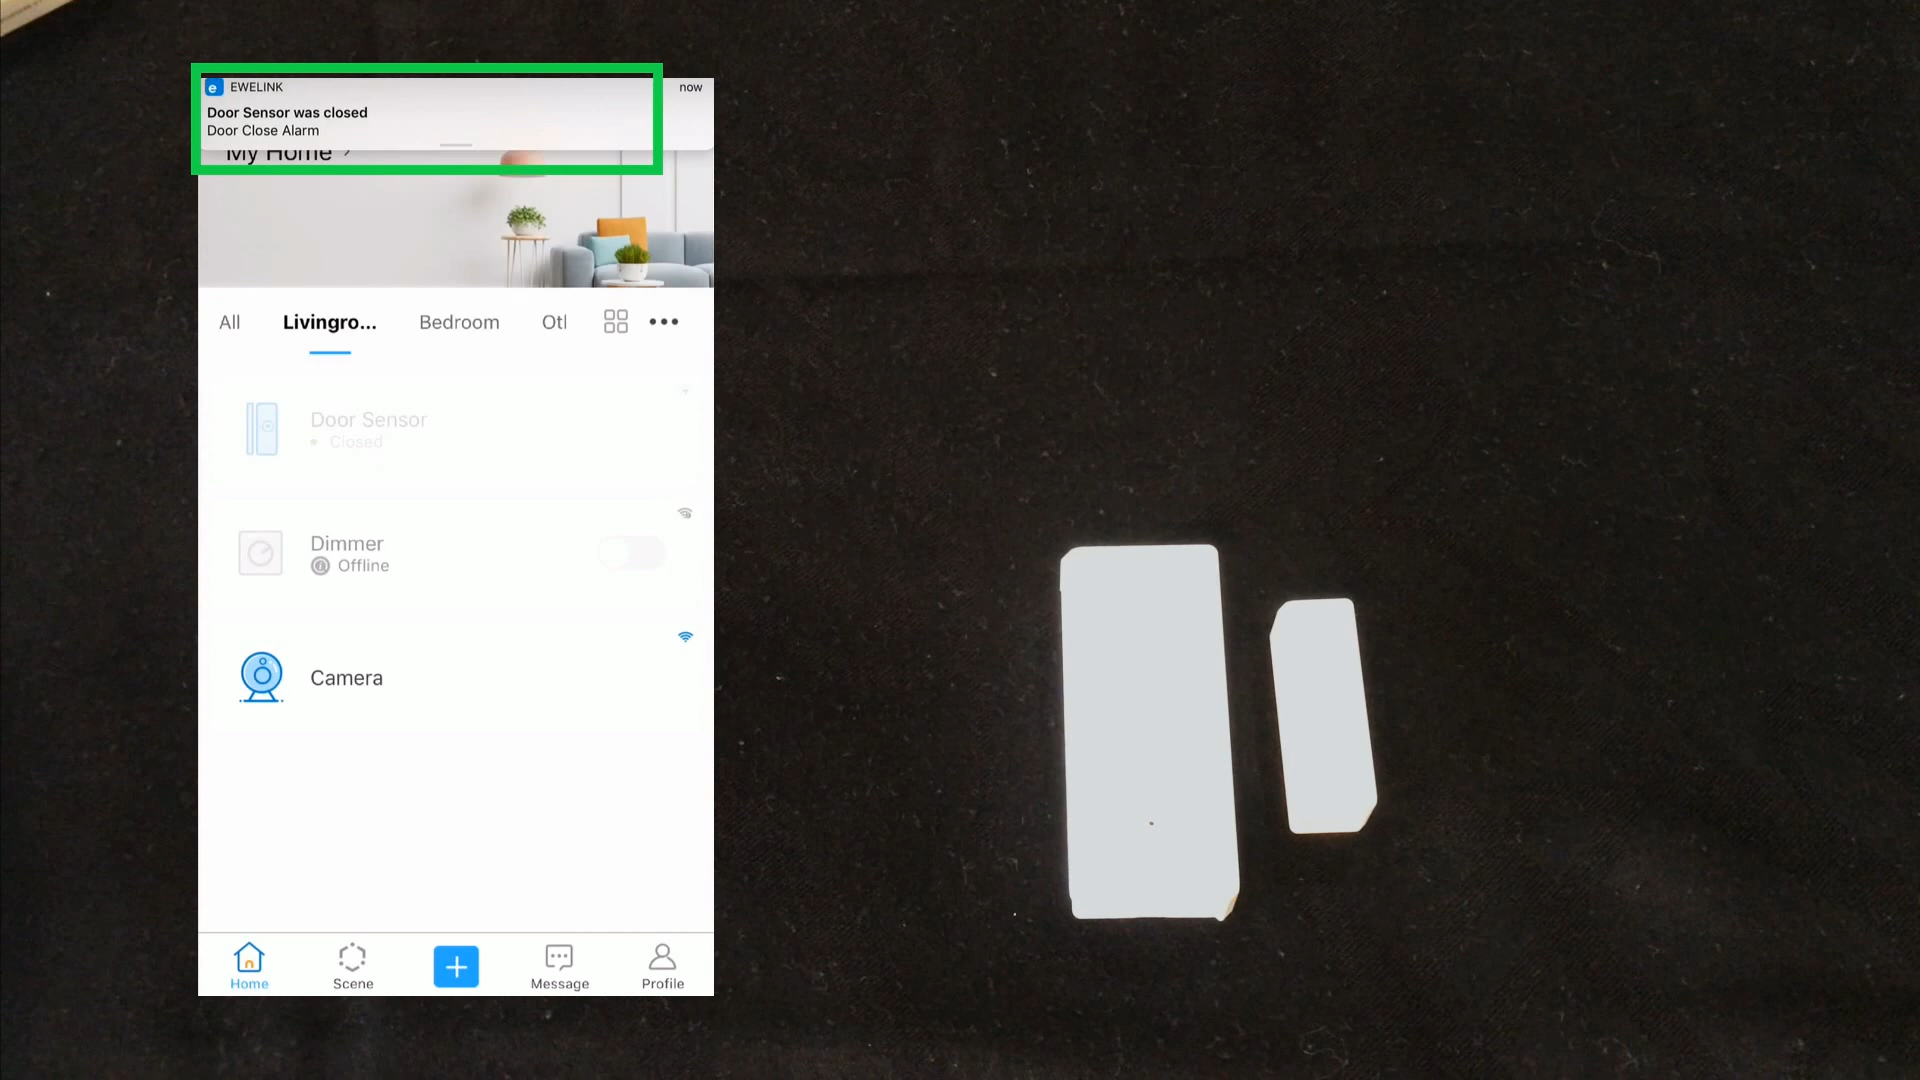 EWELINK
now
Door Sensor was closed
Door Close Alarm
My Home
All Livingro... Bedroom Otl
Door Sensor
Closed
Dimmer
Offline
Camera
Home Scene Message Profile